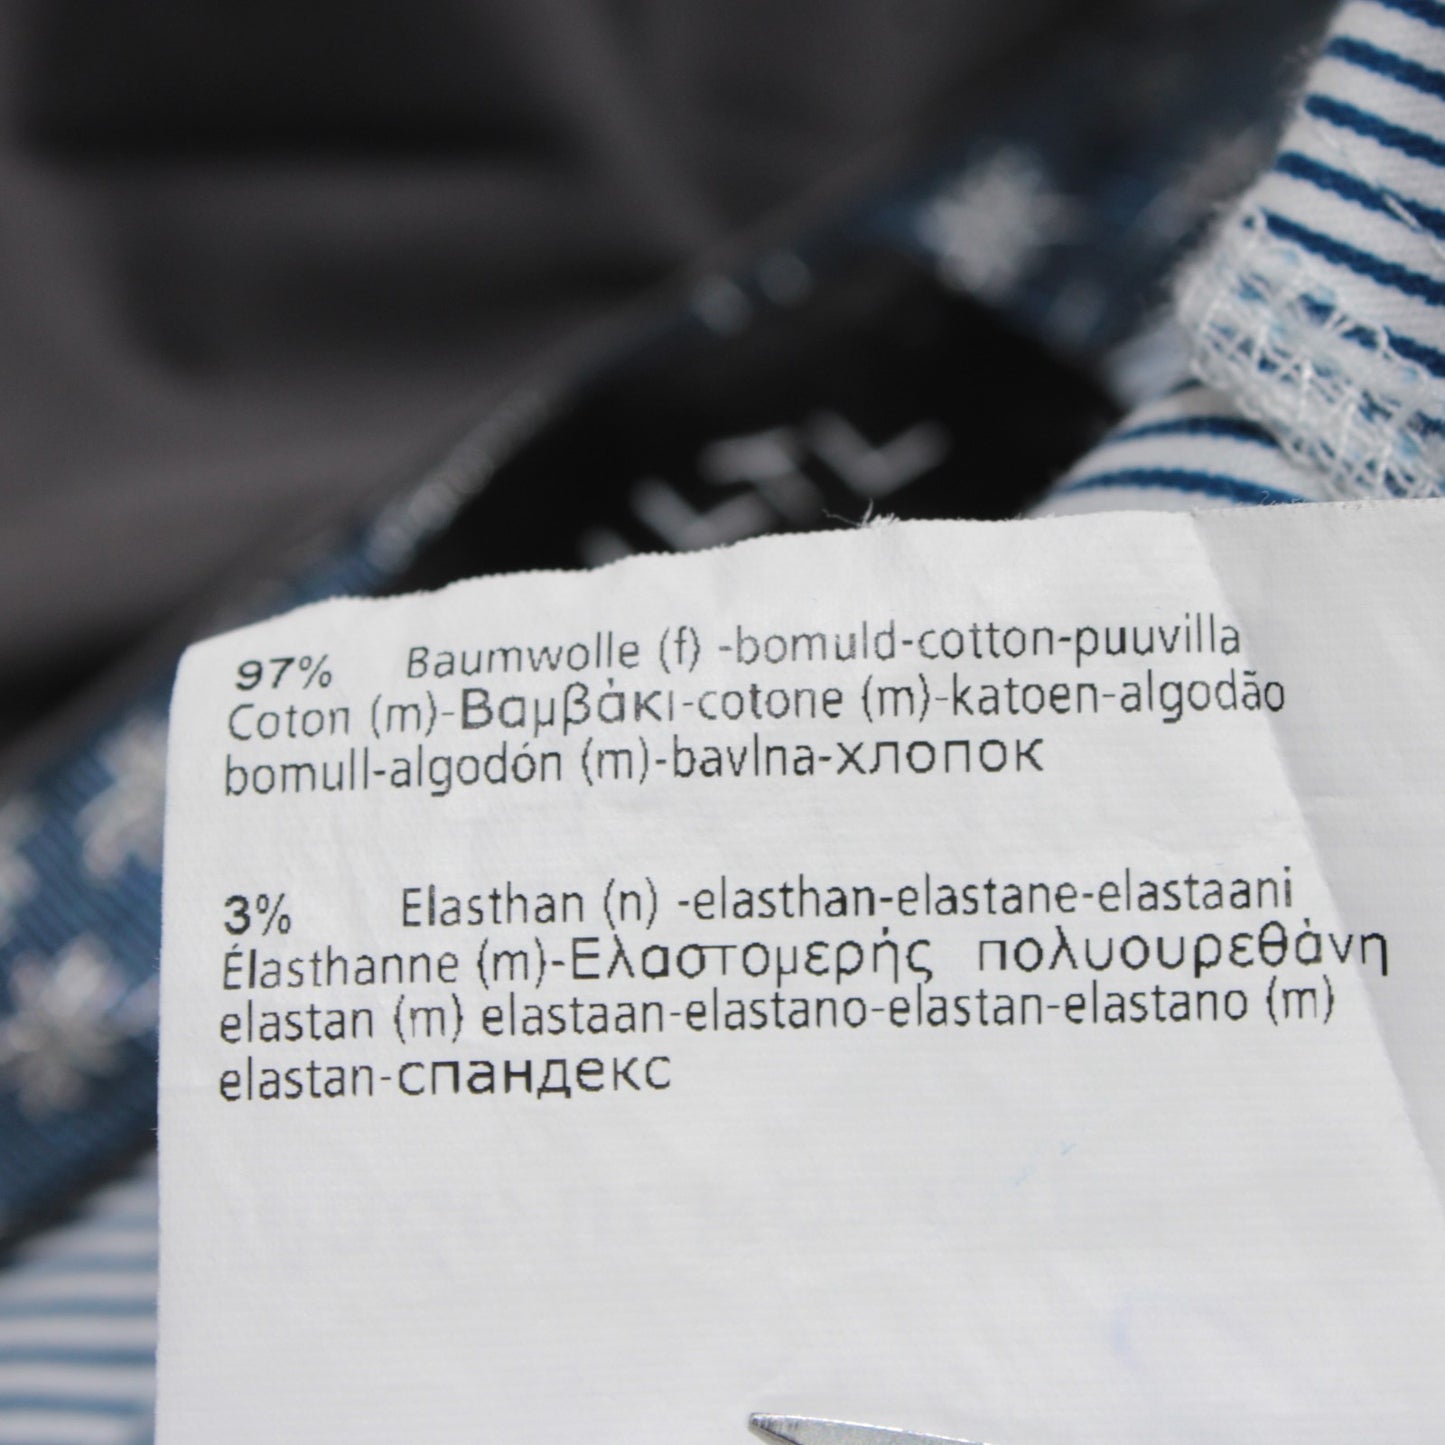 97% Baumwolle (f) -bomuld-cotton-puuvilla
Coton (m)-Βαμβάκι-cotone (m)-katoen-algodão
bomull-algodón (m)-bavlna-хлопок
3% Elasthan (n) -elasthan-elastane-elastaani
Élasthanne (m)-Ελαστομερής πολυουρεθάνη
elastan (m) elastaan-elastano-elastan-elastano (m)
elastan-спандекс